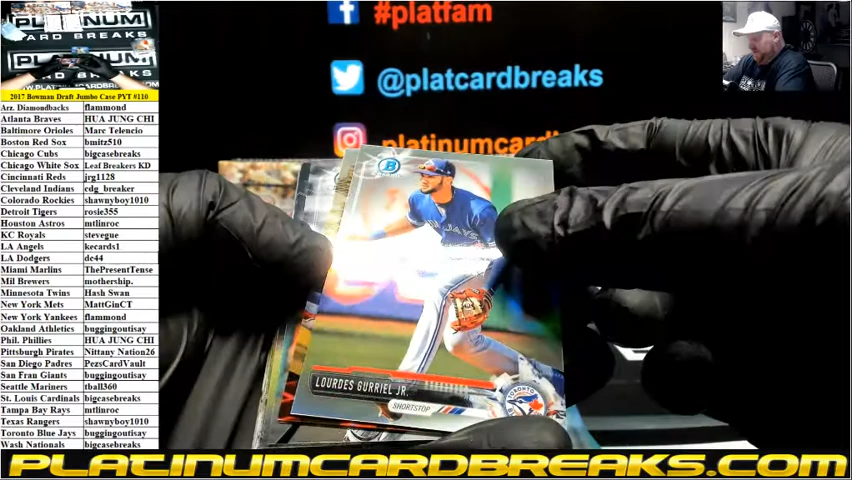 PLATINUM
CARD BREAKS
PLATINUM
CARD BREAKS
2017 Bowman Draft Jumbo Case PYT #110
Arz. Diamondbacks flammond
Atlanta Braves HUA JUNG CHI
Baltimore Orioles Marc Telencio
Boston Red Sox bmitz510
Chicago Cubs bigcasebreaks
Chicago White Sox Leaf Breakers KD
Cincinnati Reds jrg1128
Cleveland Indians cdg_breaker
Colorado Rockies shawnyboy1010
Detroit Tigers rosie355
Houston Astros mtlinroc
KC Royals stevegue
LA Angels kecards1
LA Dodgers dc44
Miami Marlins ThePresentTense
Mil Brewers mothership.
Minnesota Twins Hash Swan
New York Mets MattGinCT
New York Yankees flammond
Oakland Athletics buggingoutisay
Phil. Phillies HUA JUNG CHI
Pittsburgh Pirates Nittany Nation26
San Diego Padres PezsCardVault
San Fran Giants buggingoutisay
Seattle Mariners tball360
St. Louis Cardinals bigcasebreaks
Tampa Bay Rays mtlinroc
Texas Rangers shawnyboy1010
Toronto Blue Jays buggingoutisay
Wash Nationals bigcasebreaks
#platfam
@platcardbreaks
platinumcardb
LOURDES GURRIEL JR.
SHORTSTOP
PLATINUMCARDBREAKS.COM